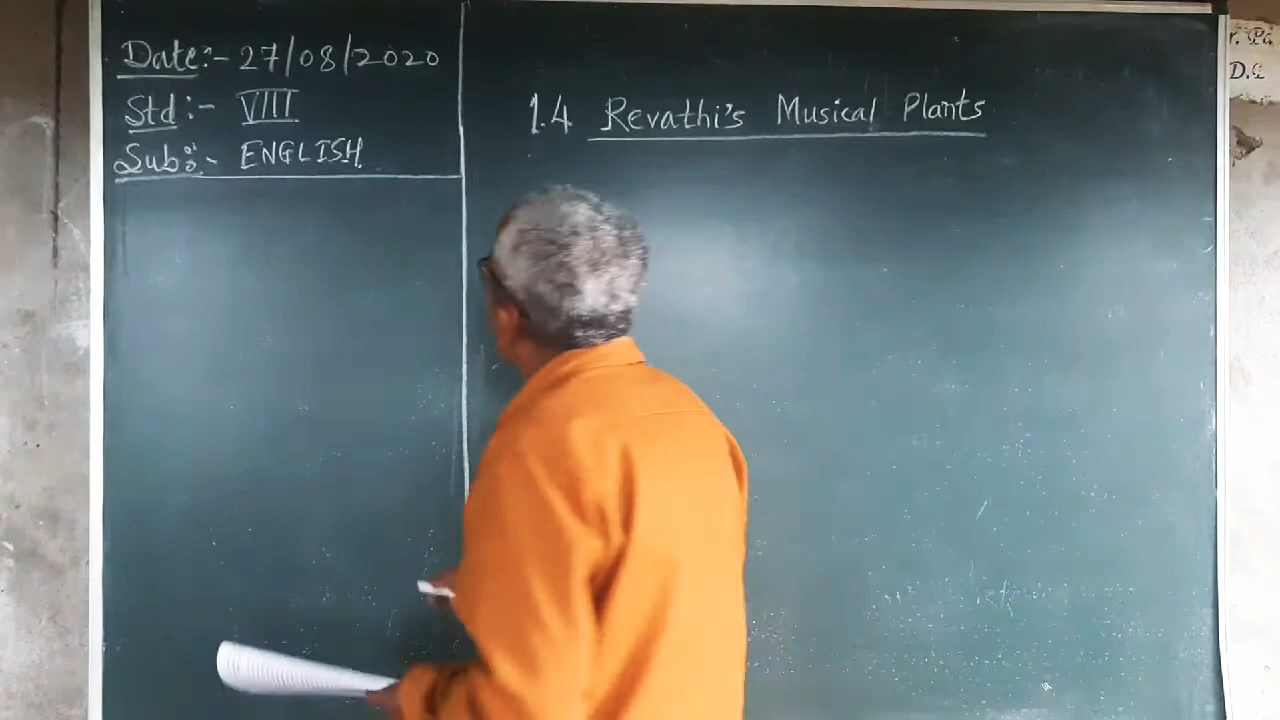 Date:- 27/08/2020
Std:- VIII
Sub:- ENGLISH
1.4 Revathi's Musical Plants